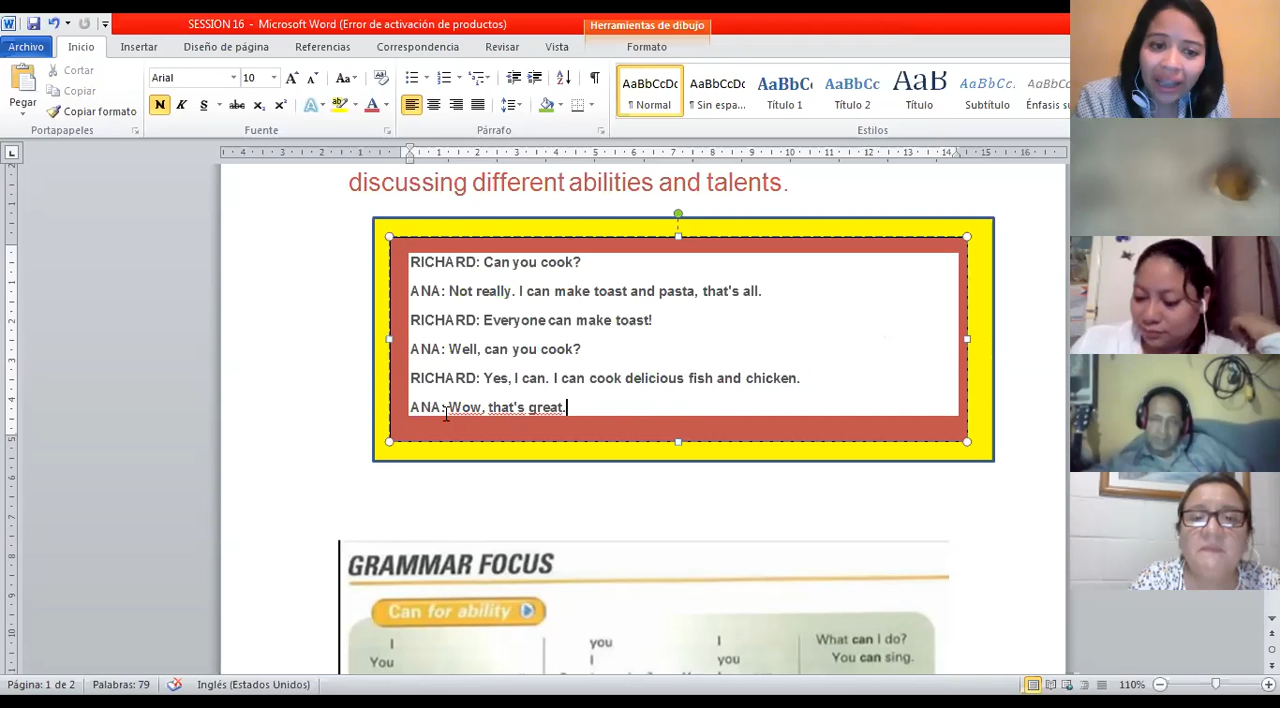 SESSION 16 - Microsoft Word (Error de activación de productos)
Herramientas de dibujo
Archivo
Inicio
Insertar
Diseño de página
Referencias
Correspondencia
Revisar
Vista
Formato
Pegar
Cortar
Copiar
Copiar formato
Portapapeles
Arial
10
Fuente
Párrafo
AaBbCcDc
¶ Normal
AaBbCcDc
¶ Sin espa...
AaBbC
Título 1
AaBbCc
Título 2
AaB
Título
AaBbCc.
Subtítulo
AaBbCcDc
Énfasis su
Estilos
discussing different abilities and talents.
RICHARD: Can you cook?
ANA: Not really. I can make toast and pasta, that's all.
RICHARD: Everyone can make toast!
ANA: Well, can you cook?
RICHARD: Yes, I can. I can cook delicious fish and chicken.
ANA: Wow, that's great.
GRAMMAR FOCUS
Can for ability
I you I What can I do?
You I you You can sing.
Página: 1 de 2
Palabras: 79
Inglés (Estados Unidos)
110%